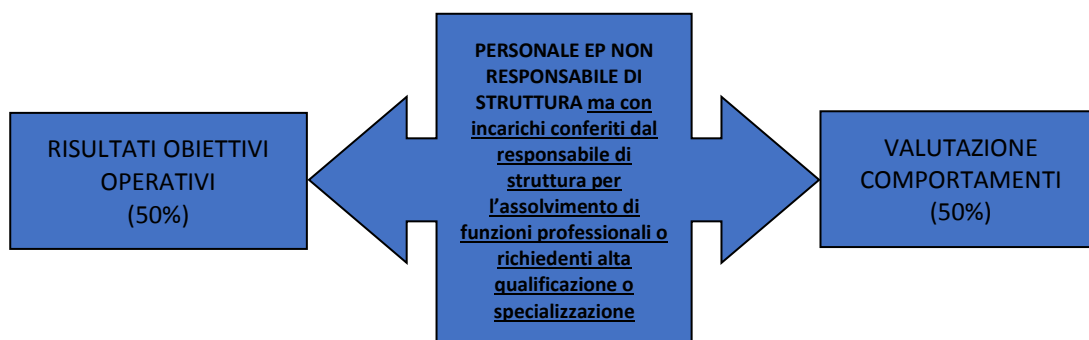 RISULTATI OBIETTIVI
OPERATIVI
(50%)
PERSONALE EP NON
RESPONSABILE DI
STRUTTURA ma con
incarichi conferiti dal
responsabile di
struttura per
l’assolvimento di
funzioni professionali o
richiedenti alta
qualificazione o
specializzazione
VALUTAZIONE
COMPORTAMENTI
(50%)